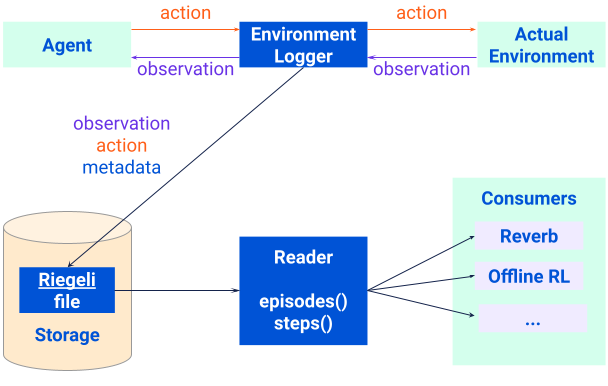 action
action
Agent
Environment
Logger
Actual
Environment
observation
observation
observation
action
metadata
Riegeli
file
Storage
Reader
episodes()
steps()
Consumers
Reverb
Offline RL
...